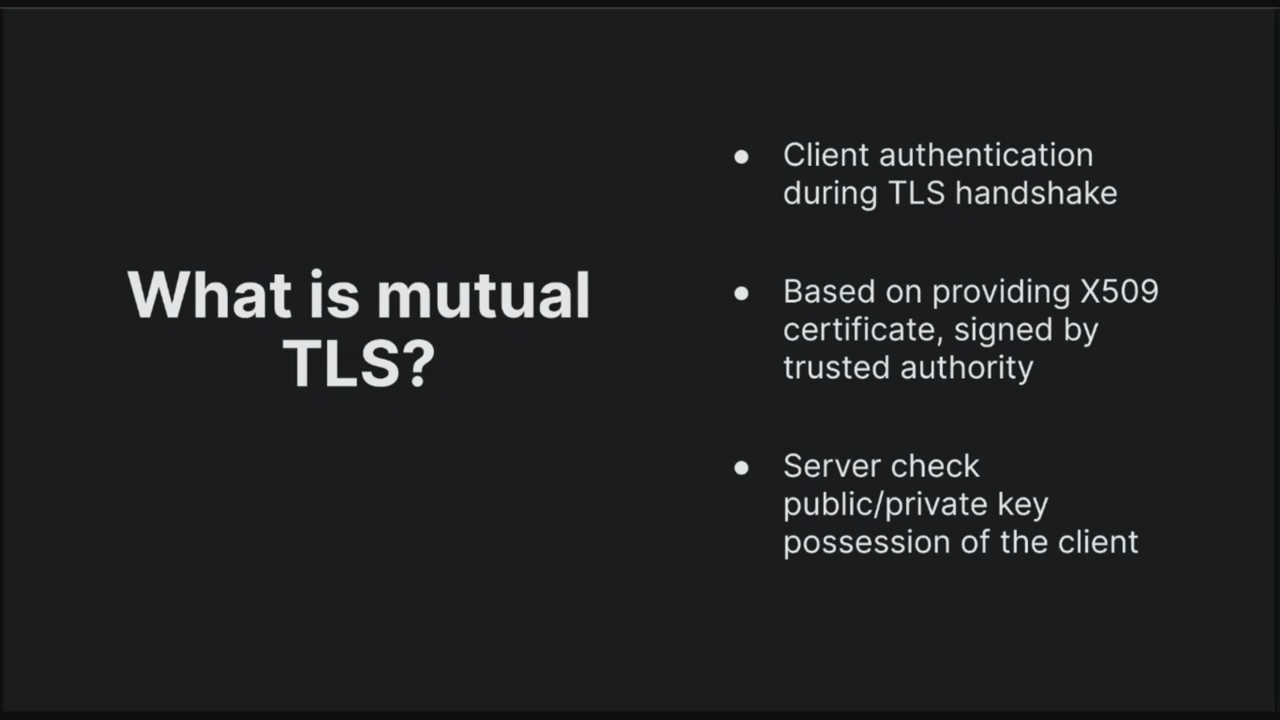 What is mutual
TLS?
● Client authentication
during TLS handshake
● Based on providing X509
certificate, signed by
trusted authority
● Server check
public/private key
possession of the client